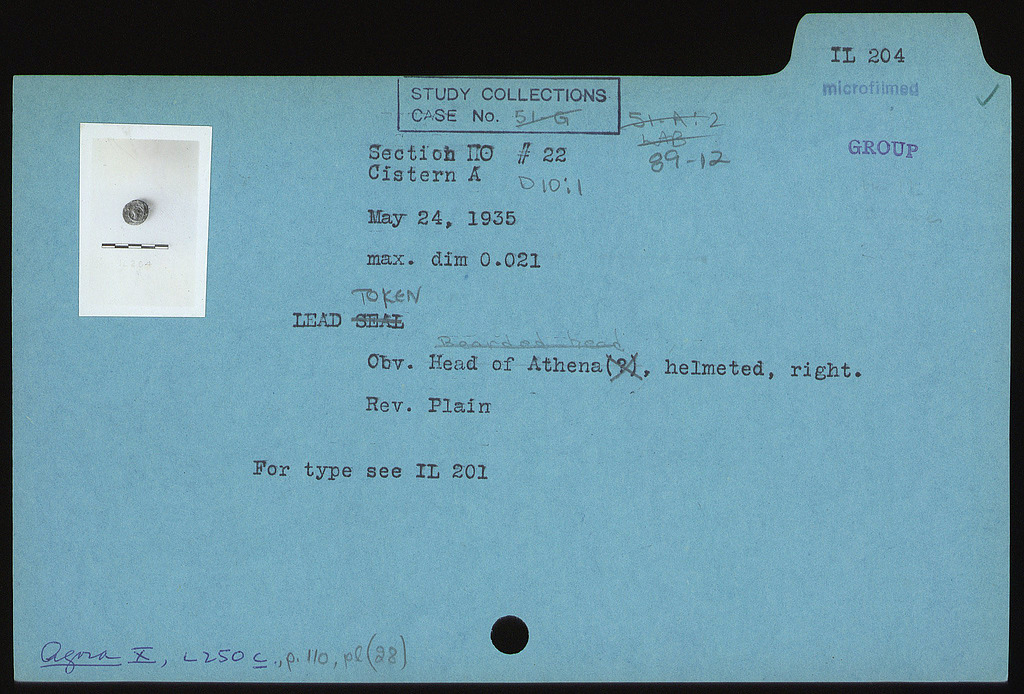 IL 204
microfilmed ✓
GROUP
STUDY COLLECTIONS
CASE No. 51-G
51-A: 2
LAB
89-12
Section ΠΘ # 22
Cistern A D 10:1
May 24, 1935
max. dim 0.021
TOKEN
LEAD SEAL
Bearded head
Obv. Head of Athena(?), helmeted, right.
Rev. Plain
For type see IL 201
Agora X, L250 c., p. 110, pl (28)